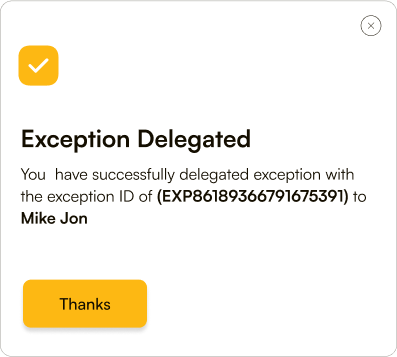 Exception Delegated
You  have successfully delegated exception with
the exception ID of (EXP86189366791675391) to
Mike Jon
Thanks